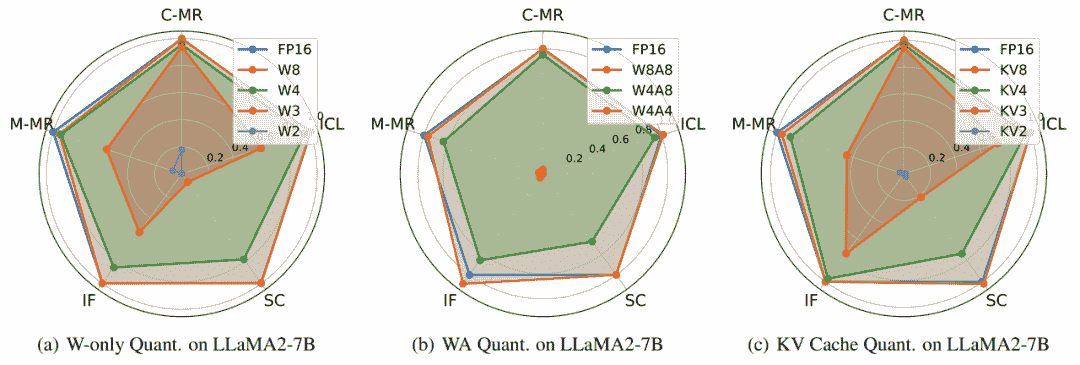 C-MR
FP16
W8
W4
W3
W2
M-MR
ICL
0.2
0.4
IF
SC
(a) W-only Quant. on LLaMA2-7B
C-MR
FP16
W8A8
W4A8
W4A4
M-MR
ICL
0.2
0.4
0.6
0.8
IF
SC
(b) WA Quant. on LLaMA2-7B
C-MR
FP16
KV8
KV4
KV3
KV2
M-MR
ICL
0.2
IF
SC
(c) KV Cache Quant. on LLaMA2-7B